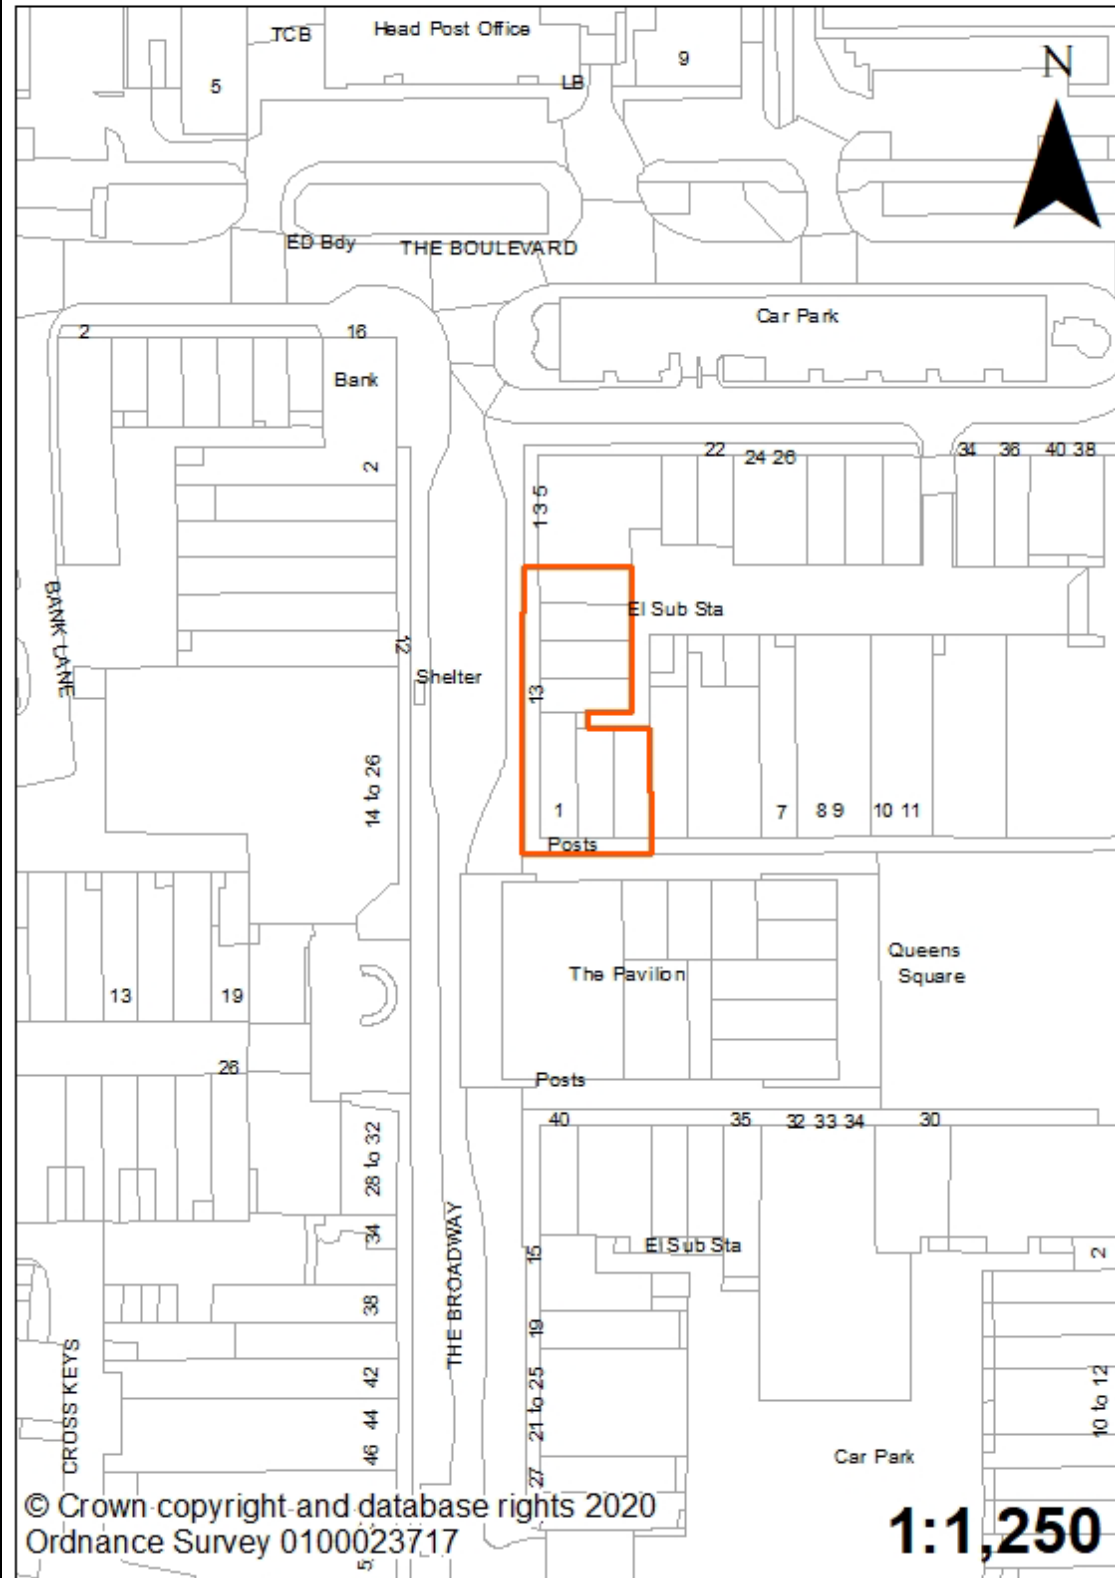 TCB
Head Post Office
9
N
5
LB
ED Bdy
THE BOULEVARD
Car Park
2
16
Bank
22
24 26
34
36
40 38
2
1 3 5
BANK LANE
El Sub Sta
12
Shelter
13
14 to 26
1
7
8 9
10 11
Posts
Queens
Square
The Pavilion
13
19
26
Posts
40
35
32 33 34
30
28 to 32
34
El Sub Sta
15
2
THE BROADWAY
38
19
CROSS KEYS
42
21 to 25
10 to 12
44
46
Car Park
27
© Crown copyright and database rights 2020
Ordnance Survey 0100023717
1:1,250
5